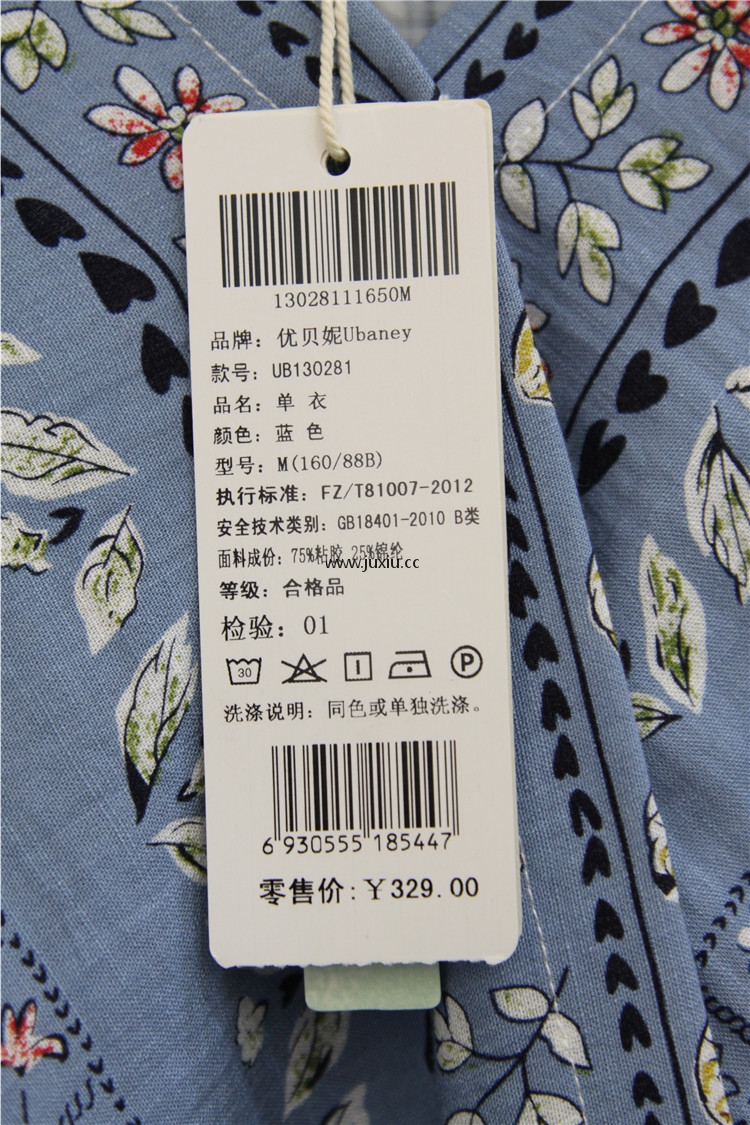 13028111650M
品牌：优贝妮Ubaney
款号：UB130281
品名：单 衣
颜色：蓝 色
型号：M(160/88B)
执行标准：FZ/T81007-2012
安全技术类别：GB18401-2010 B类
面料成份：75%粘胶 25%锦纶
www.juxiu.cc
等级：合格品
检验：01
30
P
洗涤说明：同色或单独洗涤。
6 930555 185447
零售价：￥329.00